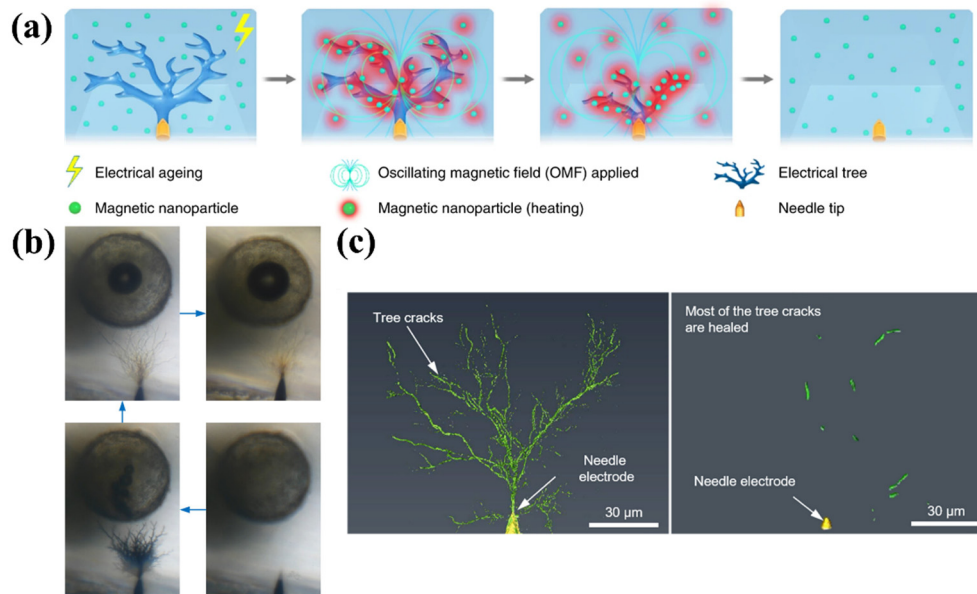 (a)
Electrical ageing
Oscillating magnetic field (OMF) applied
Electrical tree
Magnetic nanoparticle
Magnetic nanoparticle (heating)
Needle tip
(b)
(c)
Tree cracks
Needle
electrode
30 μm
Most of the tree cracks
are healed
Needle electrode
30 μm